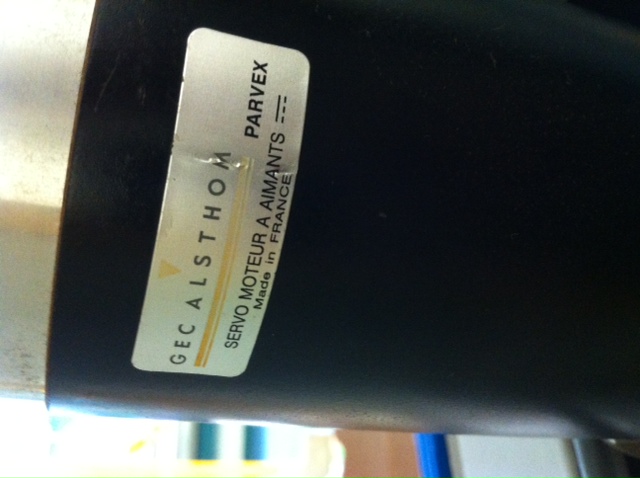 GEC ALSTHOM
PARVEX
SERVO MOTEUR A AIMANTS
Made in FRANCE